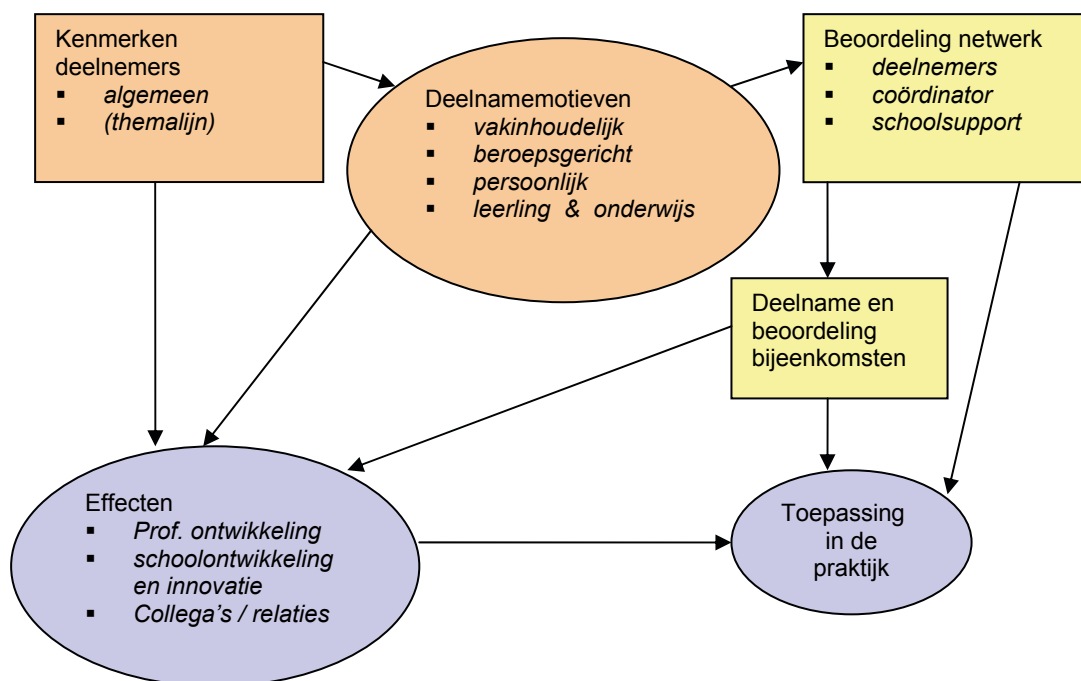 Kenmerken
deelnemers
▪ algemeen
▪ (themalijn)
Deelnamemotieven
▪ vakinhoudelijk
▪ beroepsgericht
▪ persoonlijk
▪ leerling & onderwijs
Beoordeling netwerk
▪ deelnemers
▪ coördinator
▪ schoolsupport
Deelname en
beoordeling
bijeenkomsten
Effecten
▪ Prof. ontwikkeling
▪ schoolontwikkeling
en innovatie
▪ Collega’s / relaties
Toepassing
in de
praktijk